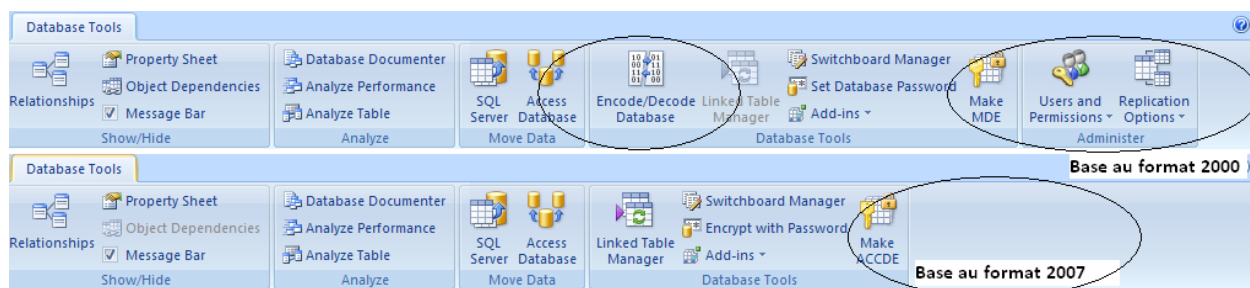 Database Tools
Relationships
Property Sheet
Object Dependencies
Message Bar
Show/Hide
Database Documenter
Analyze Performance
Analyze Table
Analyze
SQL Server
Access Database
Move Data
Encode/Decode Database
Linked Table Manager
Switchboard Manager
Set Database Password
Add-ins
Make MDE
Database Tools
Users and Permissions
Replication Options
Administer
Base au format 2000
Database Tools
Relationships
Property Sheet
Object Dependencies
Message Bar
Show/Hide
Database Documenter
Analyze Performance
Analyze Table
Analyze
SQL Server
Access Database
Move Data
Linked Table Manager
Switchboard Manager
Encrypt with Password
Add-ins
Make ACCDE
Database Tools
Base au format 2007